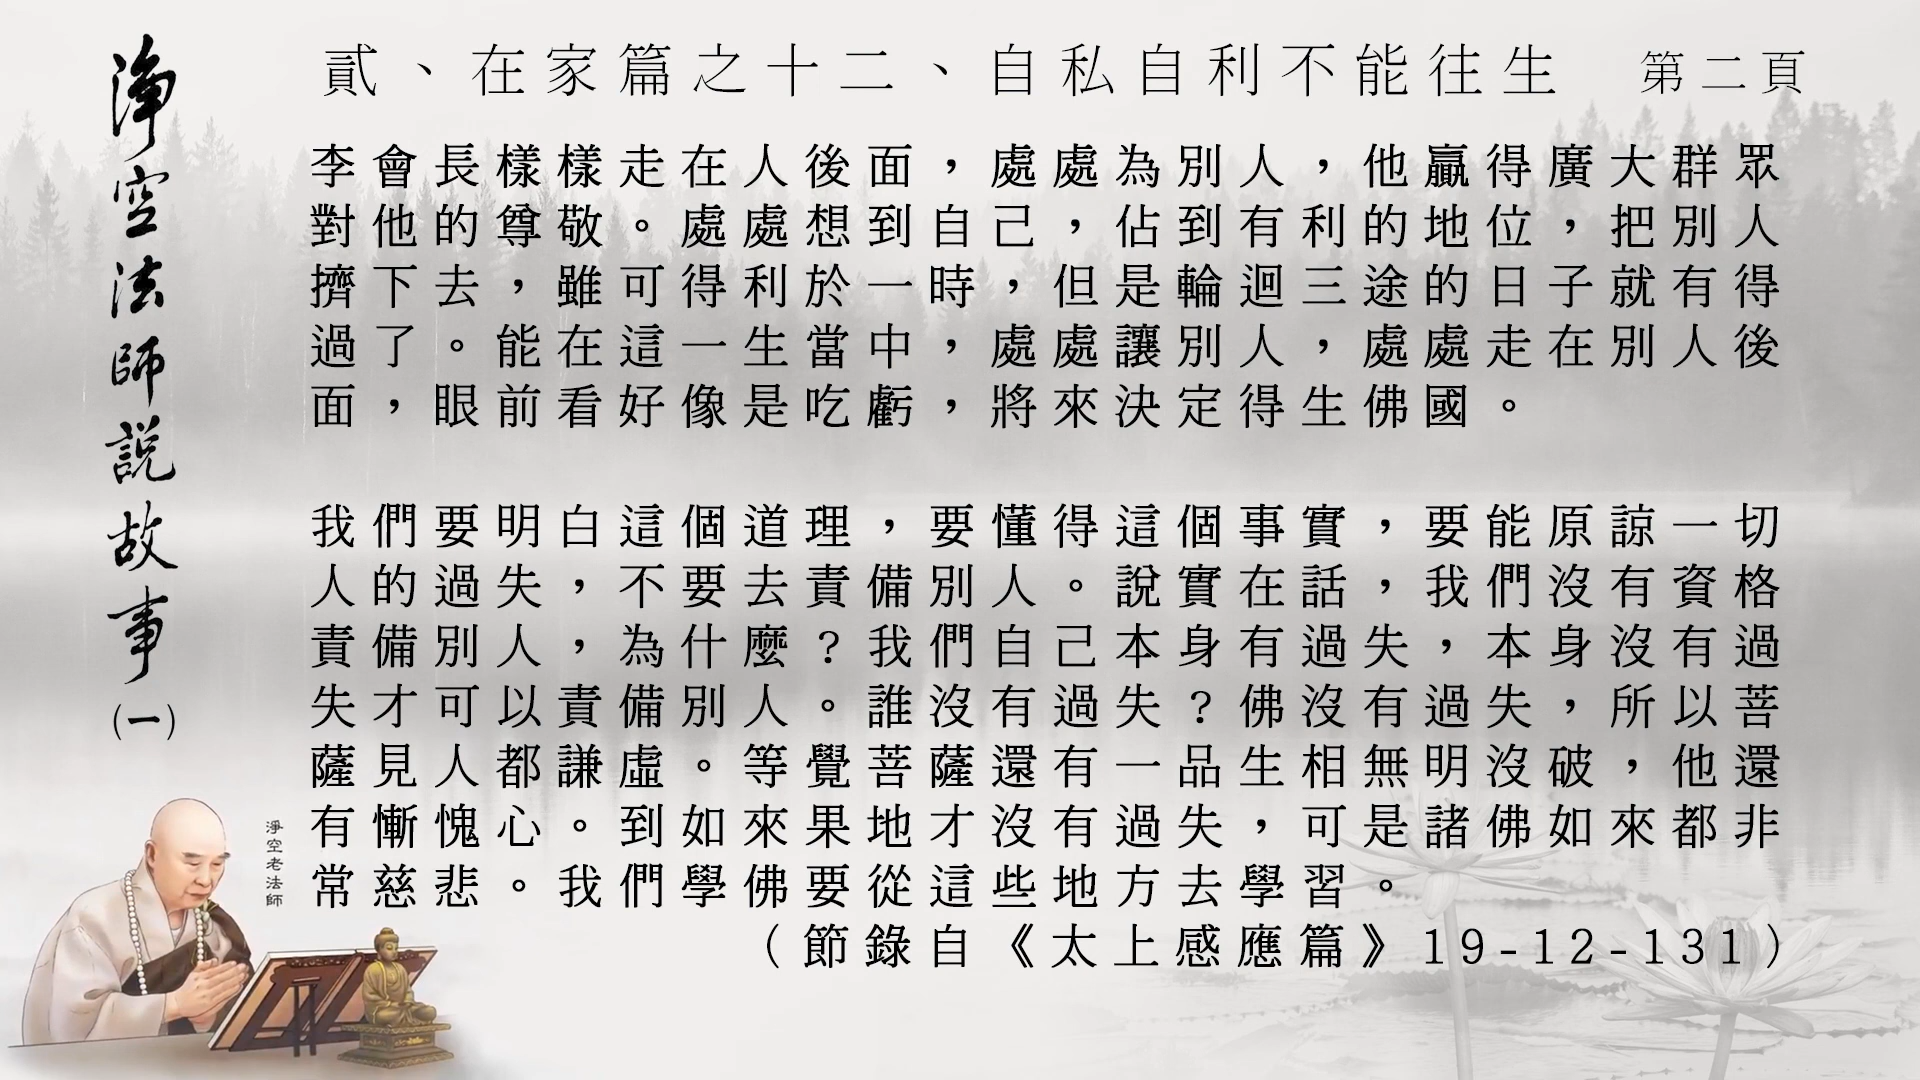 淨空法師說故事(一)
貳、在家篇之十二、自私自利不能往生 第二頁
李會長樣樣走在人後面，處處為別人，他贏得廣大群眾
對他的尊敬。處處想到自己，佔到有利的地位，把別人
擠下去，雖可得利於一時，但是輪迴三途的日子就有得
過了。能在這一生當中，處處讓別人，處處走在別人後
面，眼前看好像是吃虧，將來決定得生佛國。
我們要明白這個道理，要懂得這個事實，要能原諒一切
人的過失，不要去責備別人。說實在話，我們沒有資格
責備別人，為什麼？我們自己本身有過失，本身沒有過
失才可以責備別人。誰沒有過失？佛沒有過失，所以菩
薩見人都謙虛。等覺菩薩還有一品生相無明沒破，他還
有慚愧心。到如來果地才沒有過失，可是諸佛如來都非
常慈悲。我們學佛要從這些地方去學習。
（節錄自《太上感應篇》19-12-131）
淨空老法師